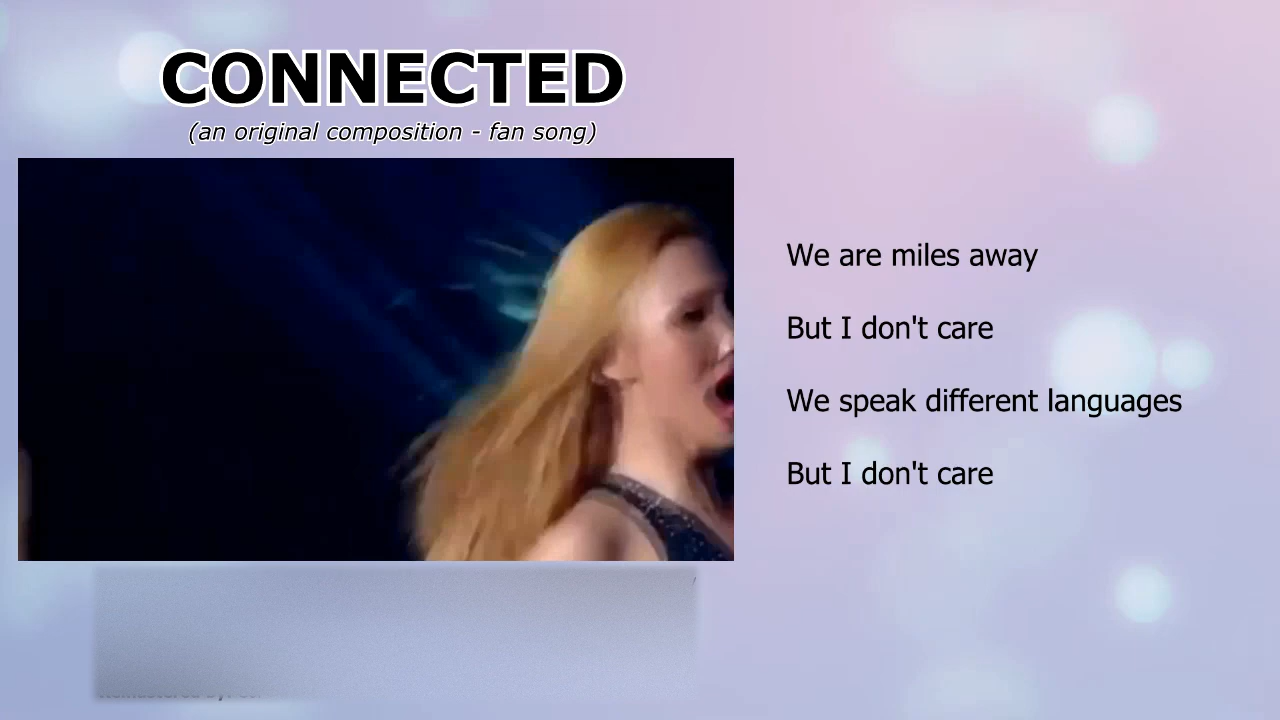 CONNECTED
(an original composition - fan song)
We are miles away
But I don't care
We speak different languages
But I don't care